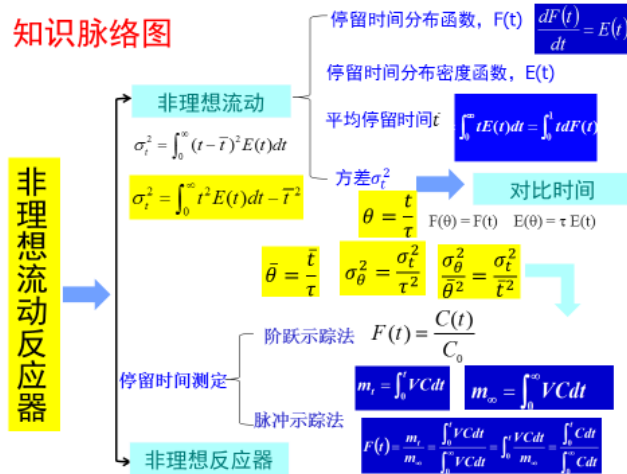 知识脉络图
停留时间分布函数，F(t)
dF(t)/dt = E(t)
停留时间分布密度函数，E(t)
非理想流动
平均停留时间t̄
∫₀^∞ tE(t)dt = ∫₀^1 tdF(t)
σ_t² = ∫₀^∞ (t − t̄)² E(t)dt
方差σ_t²
对比时间
σ_t² = ∫₀^∞ t² E(t)dt − t̄²
θ = t/τ
F(θ) = F(t) E(θ) = τ E(t)
θ̄ = t̄/τ
σ_θ² = σ_t²/τ²
σ_θ²/θ̄² = σ_t²/t̄²
非理想流动反应器
阶跃示踪法
F(t) = C(t)/C₀
停留时间测定
m_t = ∫₀^t VCdt
m_∞ = ∫₀^∞ VCdt
脉冲示踪法
F(t) = m_t/m_∞ = ∫₀^t VCdt/∫₀^∞ VCdt = ∫₀^t VCdt/m_∞ = ∫₀^t Cdt/∫₀^∞ Cdt
非理想反应器